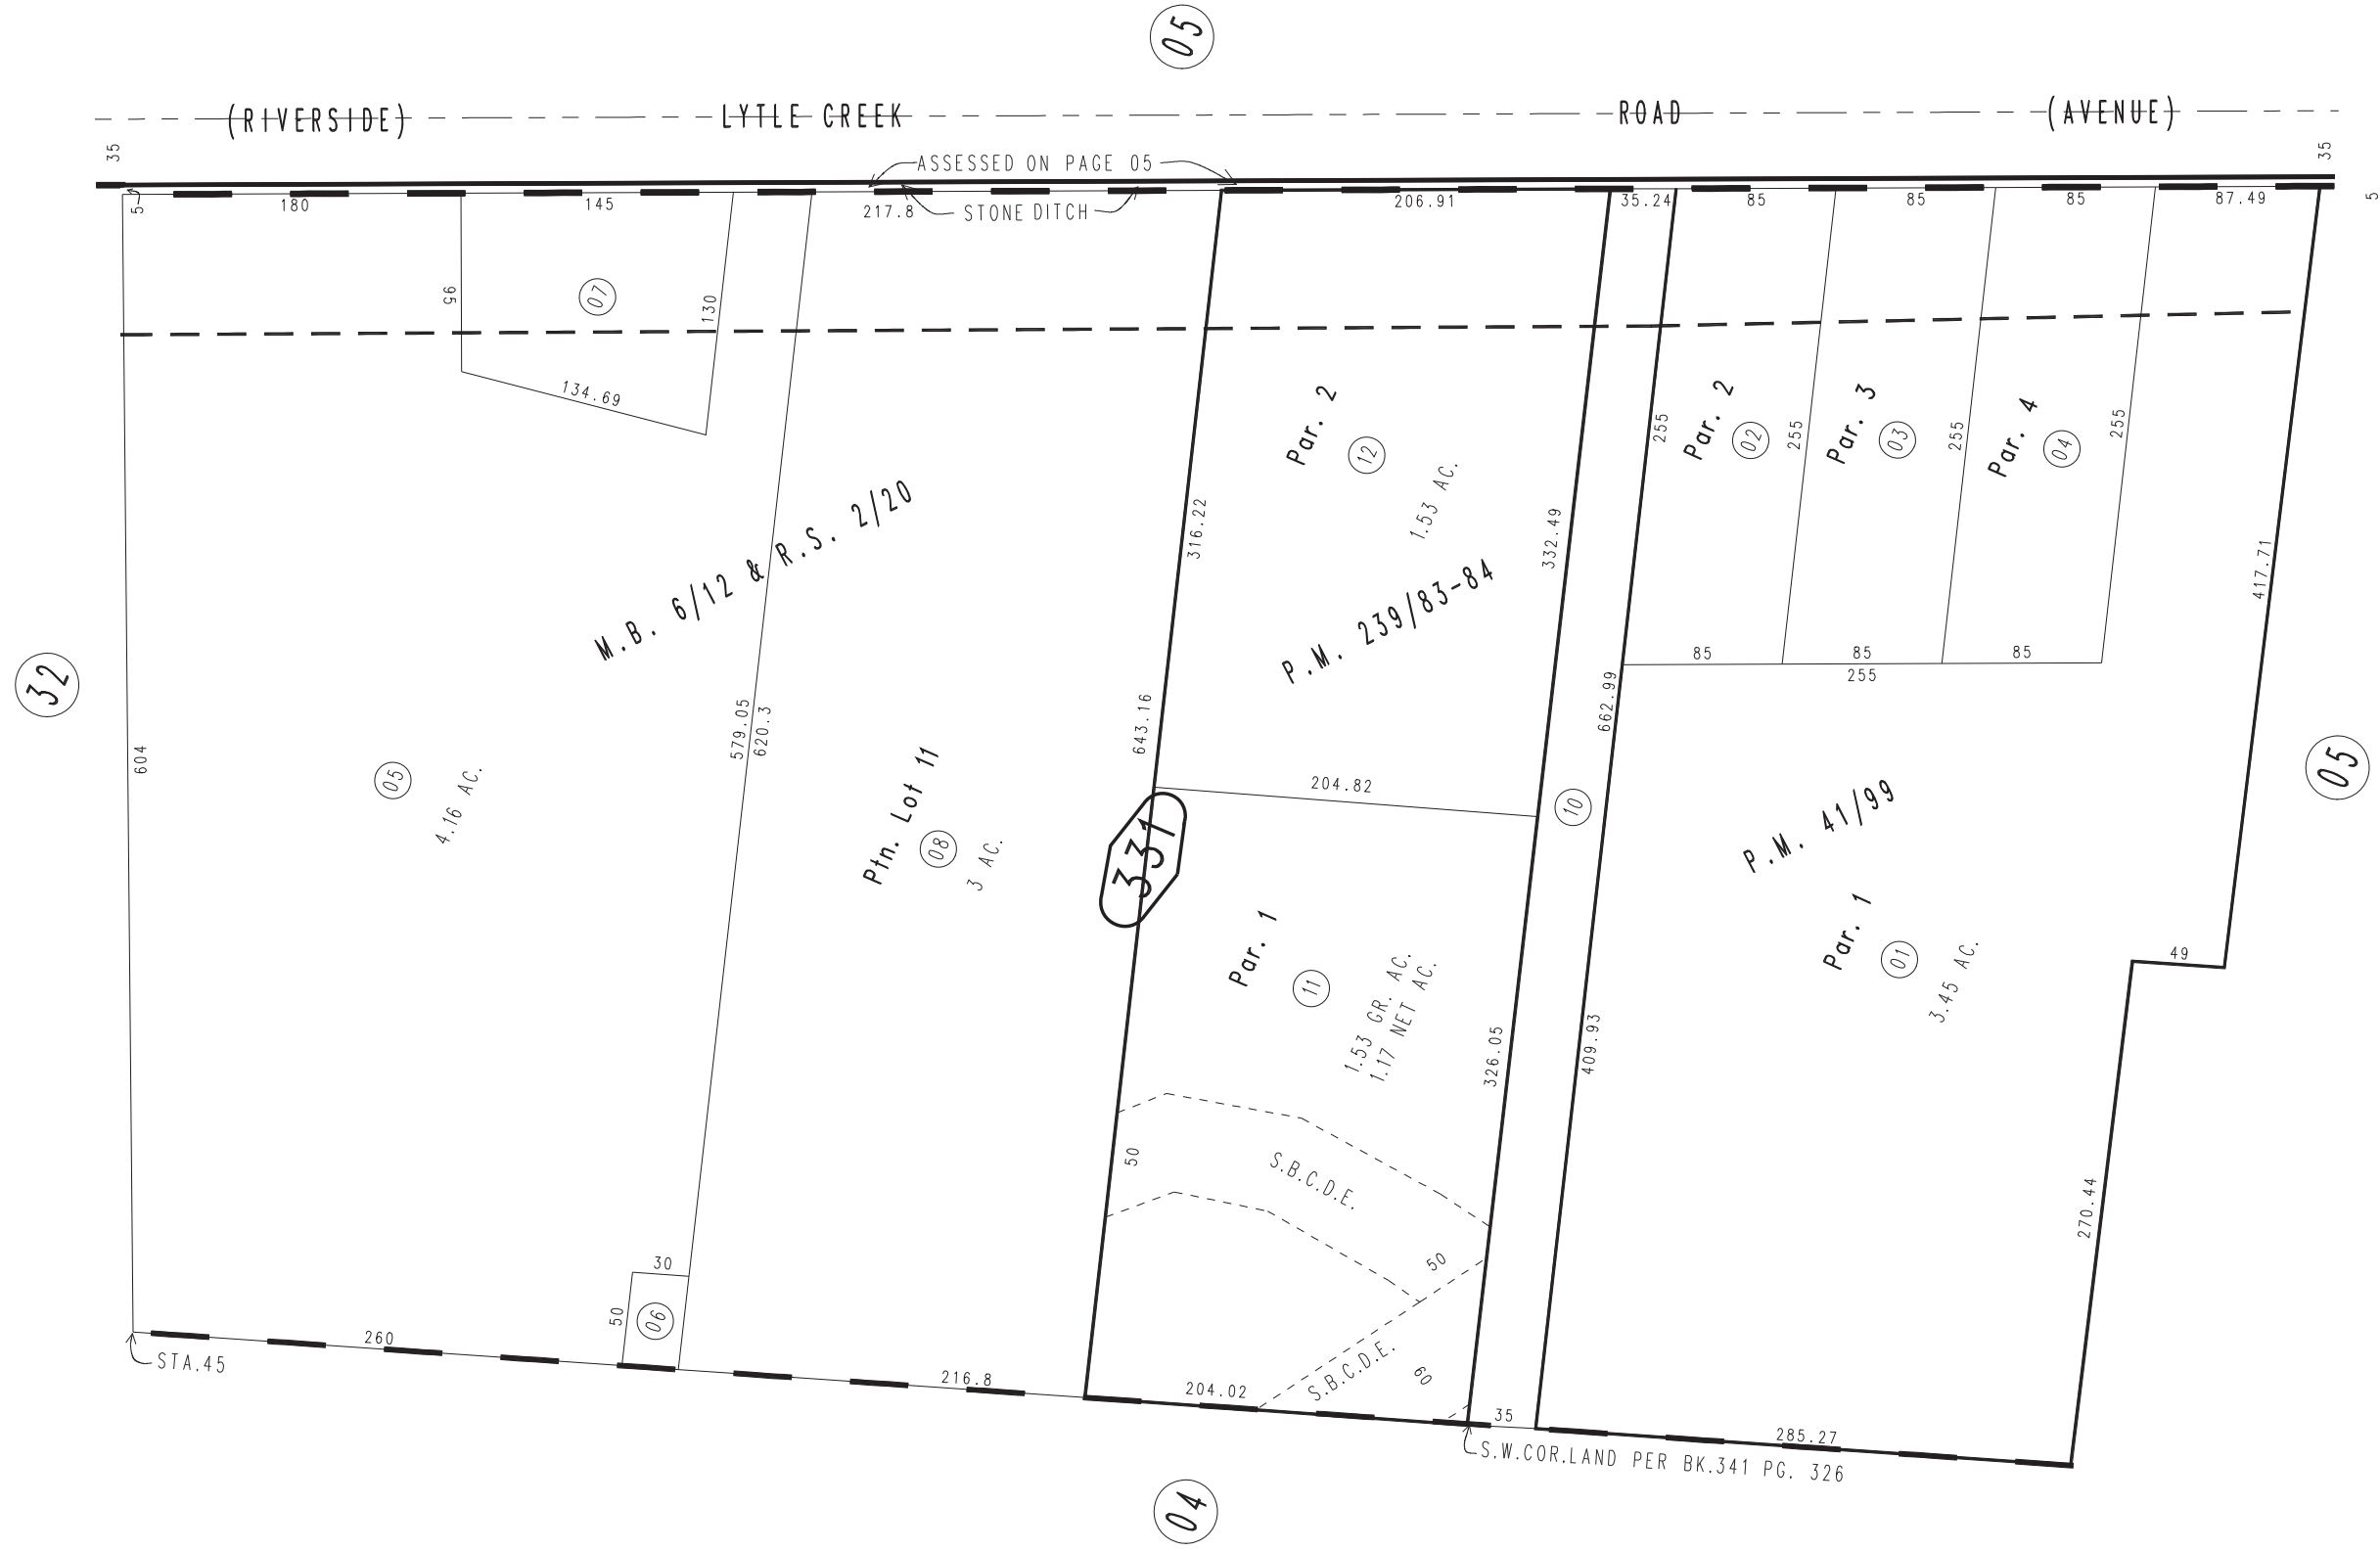 05
(RIVERSIDE) LYTLE CREEK ROAD (AVENUE)
35
35
ASSESSED ON PAGE 05
5
180
145
217.8
STONE DITCH
206.91
35.24
85
85
85
87.49
5
95
07
130
134.69
Par. 2
12
1.53 AC.
255
Par. 2
02
255
Par. 3
03
255
Par. 4
04
255
M.B. 6/12 & R.S. 2/20
316.22
332.49
417.71
P.M. 239/83-84
32
85
85
85
255
579.05
620.3
643.16
662.99
604
05
4.16 AC.
Ptn. Lot 11
08
3 AC.
204.82
10
331
P.M. 41/99
05
Par. 1
11
1.53 GR. AC.
1.17 NET AC.
326.05
409.93
Par. 1
01
3.45 AC.
49
50
S.B.C.D.E.
270.44
50
30
50
06
260
STA.45
216.8
204.02
S.B.C.D.E.
60
35
285.27
S.W.COR.LAND PER BK.341 PG. 326
04